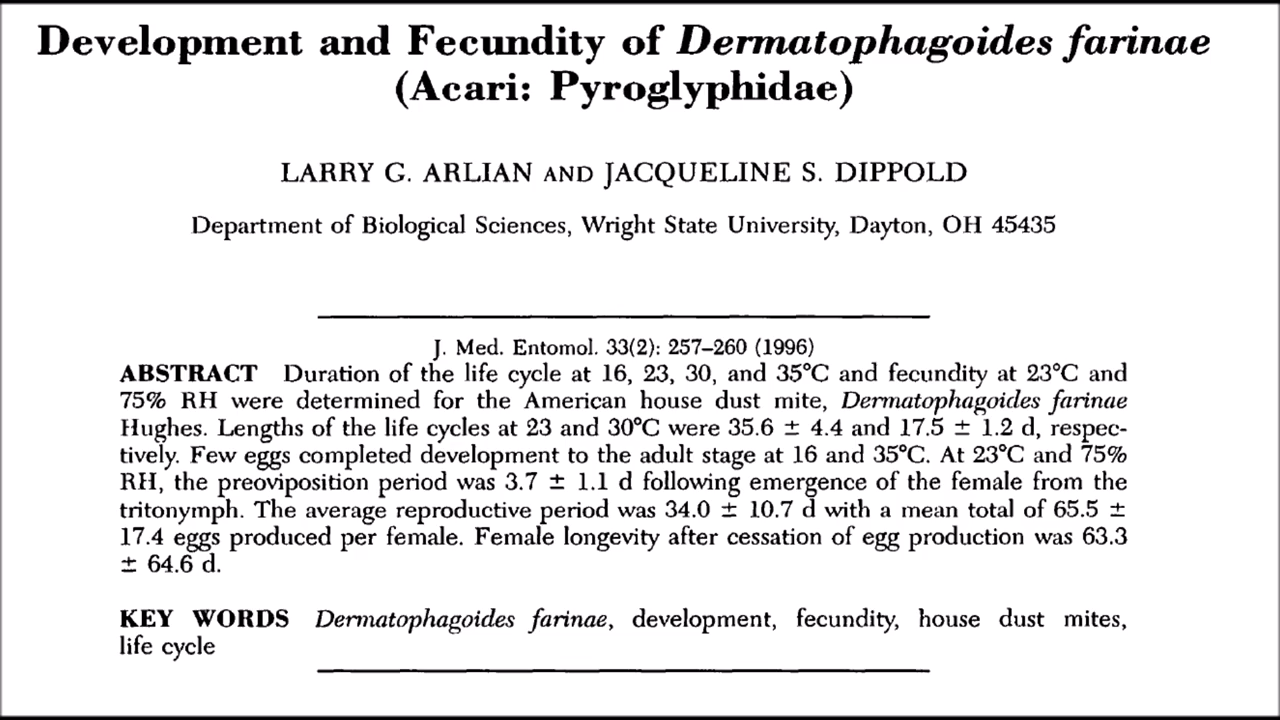 Development and Fecundity of Dermatophagoides farinae
(Acari: Pyroglyphidae)
LARRY G. ARLIAN AND JACQUELINE S. DIPPOLD
Department of Biological Sciences, Wright State University, Dayton, OH 45435
J. Med. Entomol. 33(2): 257–260 (1996)
ABSTRACT Duration of the life cycle at 16, 23, 30, and 35°C and fecundity at 23°C and
75% RH were determined for the American house dust mite, Dermatophagoides farinae
Hughes. Lengths of the life cycles at 23 and 30°C were 35.6 ± 4.4 and 17.5 ± 1.2 d, respec-
tively. Few eggs completed development to the adult stage at 16 and 35°C. At 23°C and 75%
RH, the preoviposition period was 3.7 ± 1.1 d following emergence of the female from the
tritonymph. The average reproductive period was 34.0 ± 10.7 d with a mean total of 65.5 ±
17.4 eggs produced per female. Female longevity after cessation of egg production was 63.3
± 64.6 d.
KEY WORDS Dermatophagoides farinae, development, fecundity, house dust mites,
life cycle